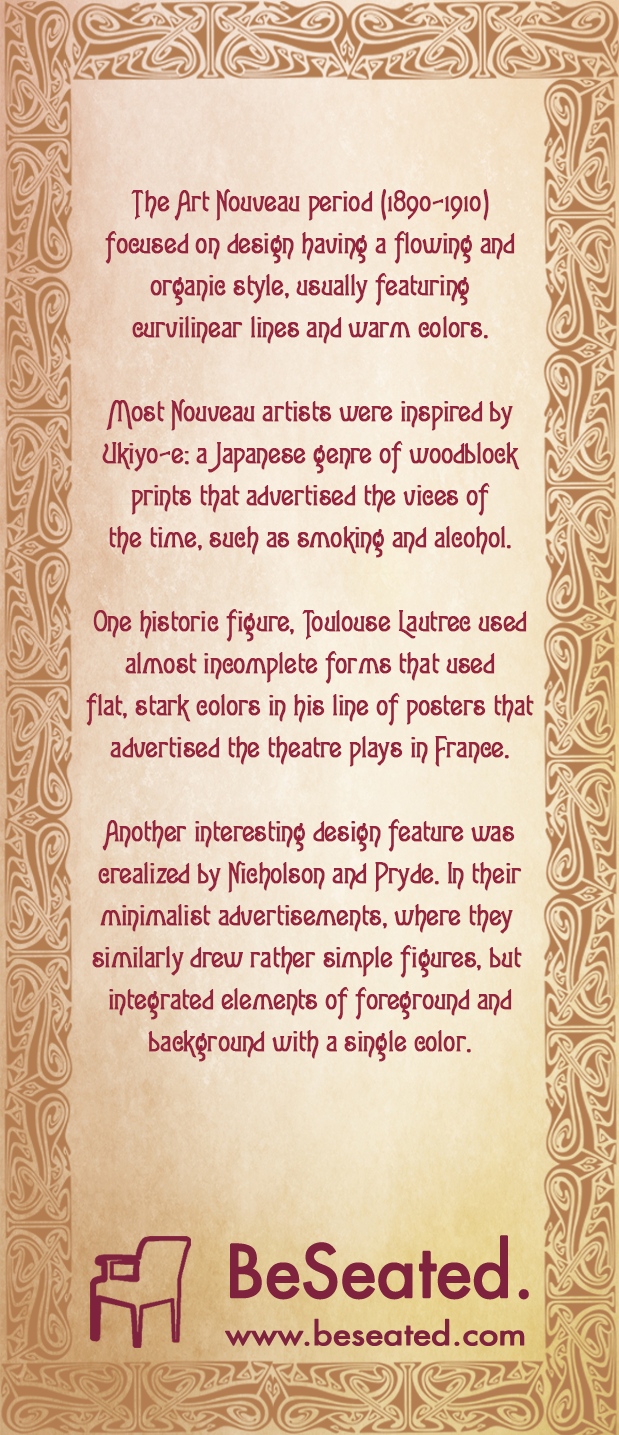 The Art Nouveau period (1890-1910)
focused on design having a flowing and
organic style, usually featuring
curvilinear lines and warm colors.
Most Nouveau artists were inspired by
Ukiyo-e: a Japanese genre of woodblock
prints that advertised the vices of
the time, such as smoking and alcohol.
One historic figure, Toulouse Lautrec used
almost incomplete forms that used
flat, stark colors in his line of posters that
advertised the theatre plays in France.
Another interesting design feature was
crealized by Nicholson and Pryde. In their
minimalist advertisements, where they
similarly drew rather simple figures, but
integrated elements of foreground and
background with a single color.
BeSeated.
www.beseated.com